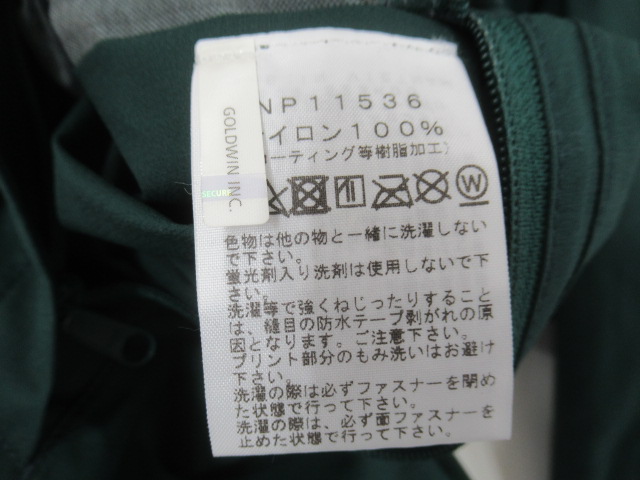 GOLDWIN INC.
SECURE
NP11536
ナイロン100%
コーティング等樹脂加工)
W
色物は他の物と一緒に洗濯しない
で下さい。
蛍光剤入り洗剤は使用しないで下
さい。
洗濯等で強くねじったりすること
は、縫目の防水テープ剥がれの原
因となります。ご注意下さい。
プリント部分のもみ洗いはお避け
下さい。
洗濯の際は必ずファスナーを閉め
た状態で行って下さい。
洗濯の際は、必ず面ファスナーを
止めた状態で行って下さい。